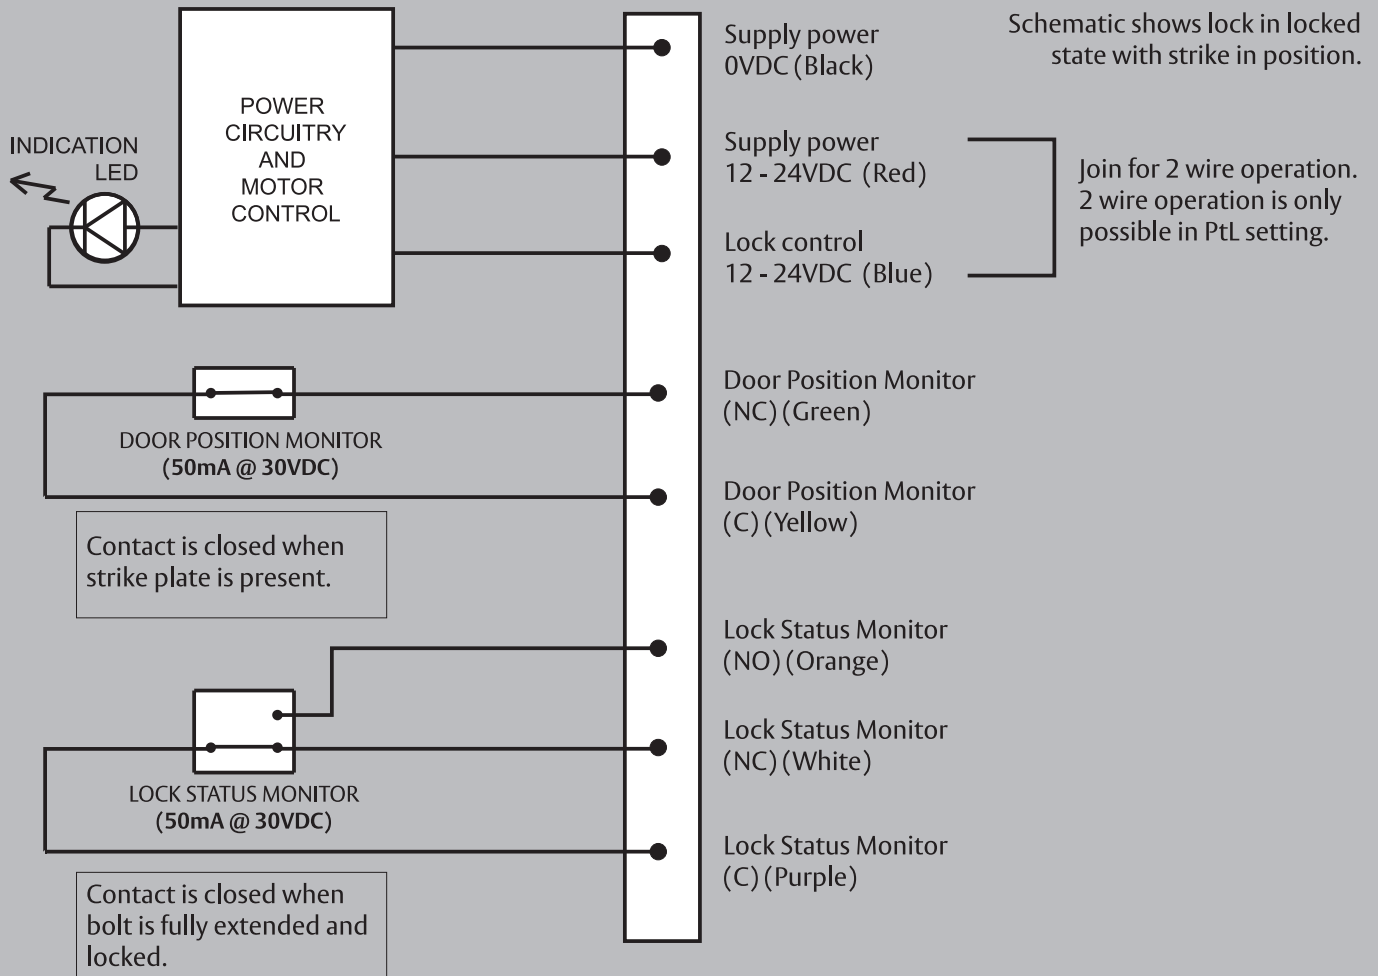 Supply power
0VDC (Black)
Schematic shows lock in locked
state with strike in position.
POWER
CIRCUITRY
AND
MOTOR
CONTROL
INDICATION
LED
Supply power
12 - 24VDC (Red)
Join for 2 wire operation.
2 wire operation is only
possible in PtL setting.
Lock control
12 - 24VDC (Blue)
Door Position Monitor
(NC) (Green)
DOOR POSITION MONITOR
(50mA @ 30VDC)
Door Position Monitor
(C) (Yellow)
Contact is closed when
strike plate is present.
Lock Status Monitor
(NO) (Orange)
Lock Status Monitor
(NC) (White)
LOCK STATUS MONITOR
(50mA @ 30VDC)
Lock Status Monitor
(C) (Purple)
Contact is closed when
bolt is fully extended and
locked.